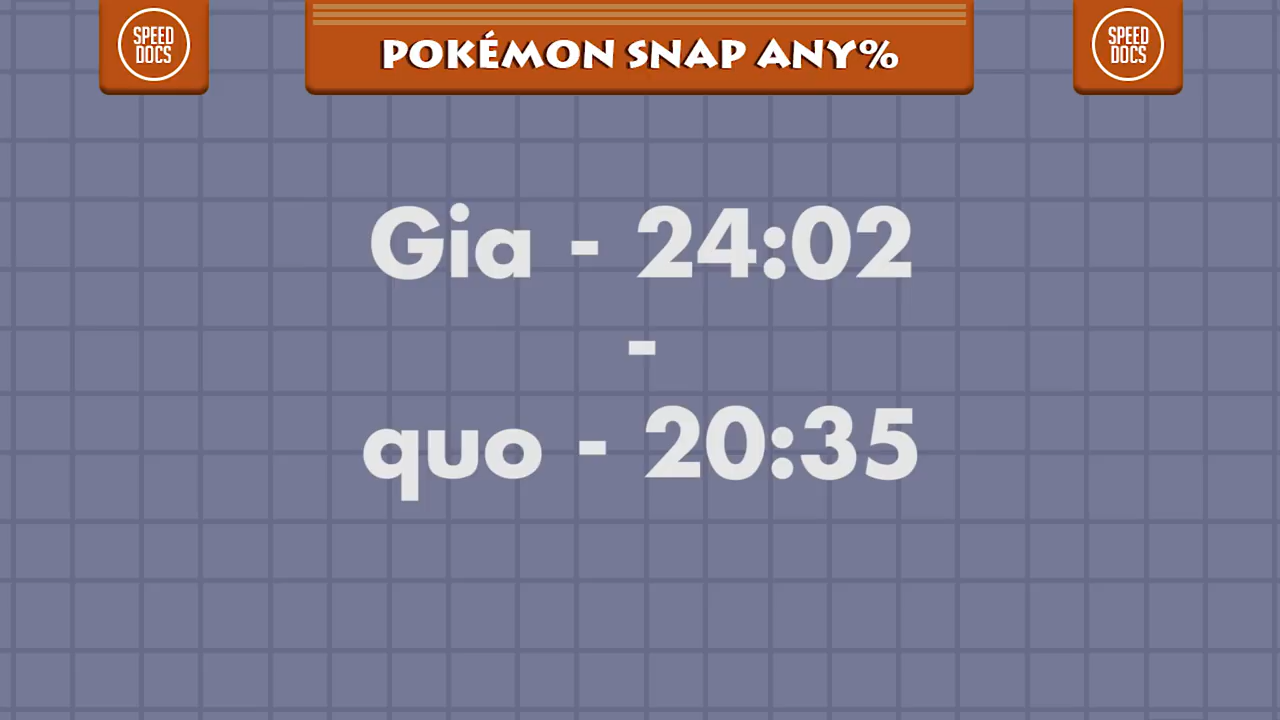 SPEED
DOCS
POKÉMON SNAP ANY%
SPEED
DOCS
Gia - 24:02
-
quo - 20:35